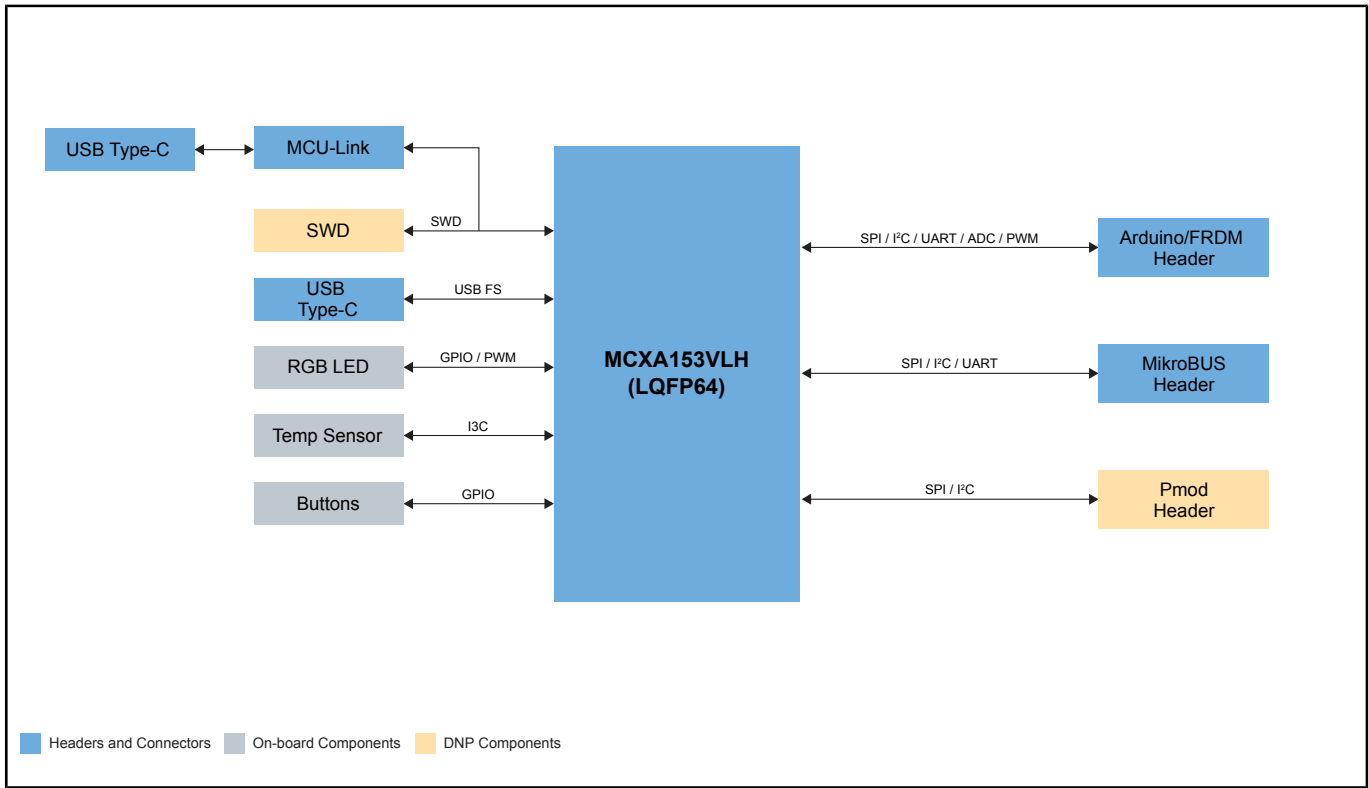 USB Type-C
MCU-Link
SWD
SWD
USB
Type-C
USB FS
RGB LED
GPIO / PWM
Temp Sensor
I3C
Buttons
GPIO
MCXA153VLH
(LQFP64)
SPI / I²C / UART / ADC / PWM
Arduino/FRDM
Header
SPI / I²C / UART
MikroBUS
Header
SPI / I²C
Pmod
Header
Headers and Connectors
On-board Components
DNP Components